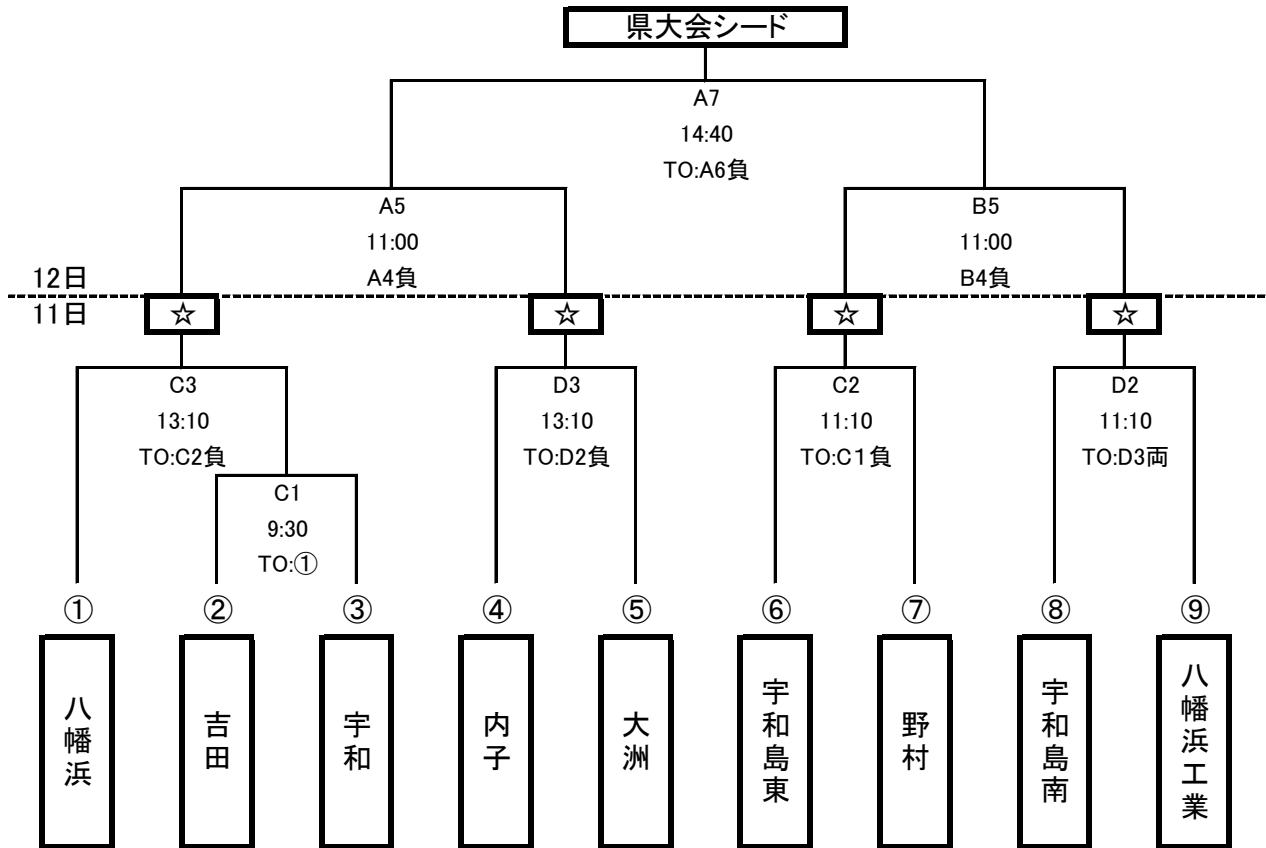 県大会シード
A7
14:40
TO:A6負
A5
11:00
A4負
B5
11:00
B4負
12日
11日
☆
☆
☆
☆
C3
13:10
TO:C2負
D3
13:10
TO:D2負
C2
11:10
TO:C1負
D2
11:10
TO:D3両
C1
9:30
TO:①
① ② ③ ④ ⑤ ⑥ ⑦ ⑧ ⑨
八幡浜
吉田
宇和
内子
大洲
宇和島東
野村
宇和島南
八幡浜工業